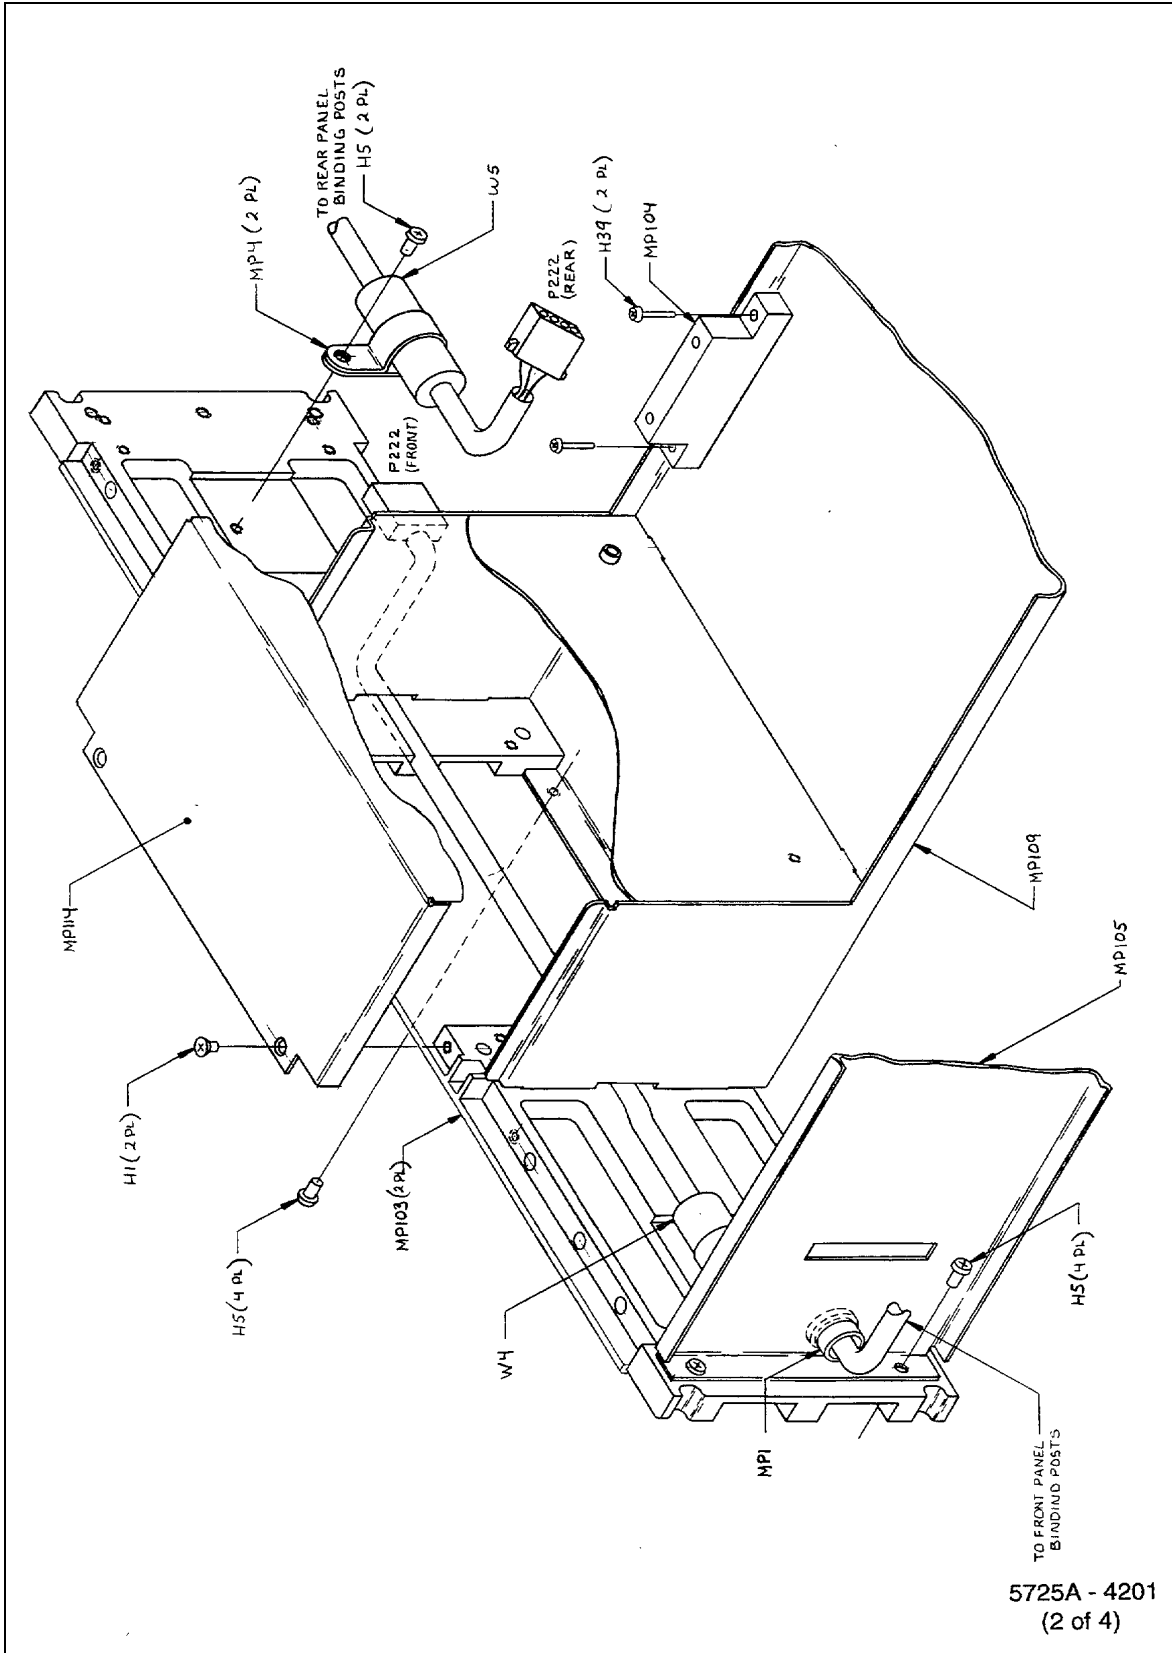 TO REAR PANEL
BINDING POSTS
H5 (2 PL)
MP4 (2 PL)
W5
P222
(REAR)
H39 (2 PL)
MP104
P222
(FRONT)
MP114
H1 (2 PL)
H5 (4 PL)
MP103 (2PL)
W4
MP109
MP105
H5 (4 PL)
MP1
TO FRONT PANEL
BINDIND POSTS
5725A - 4201
(2 of 4)